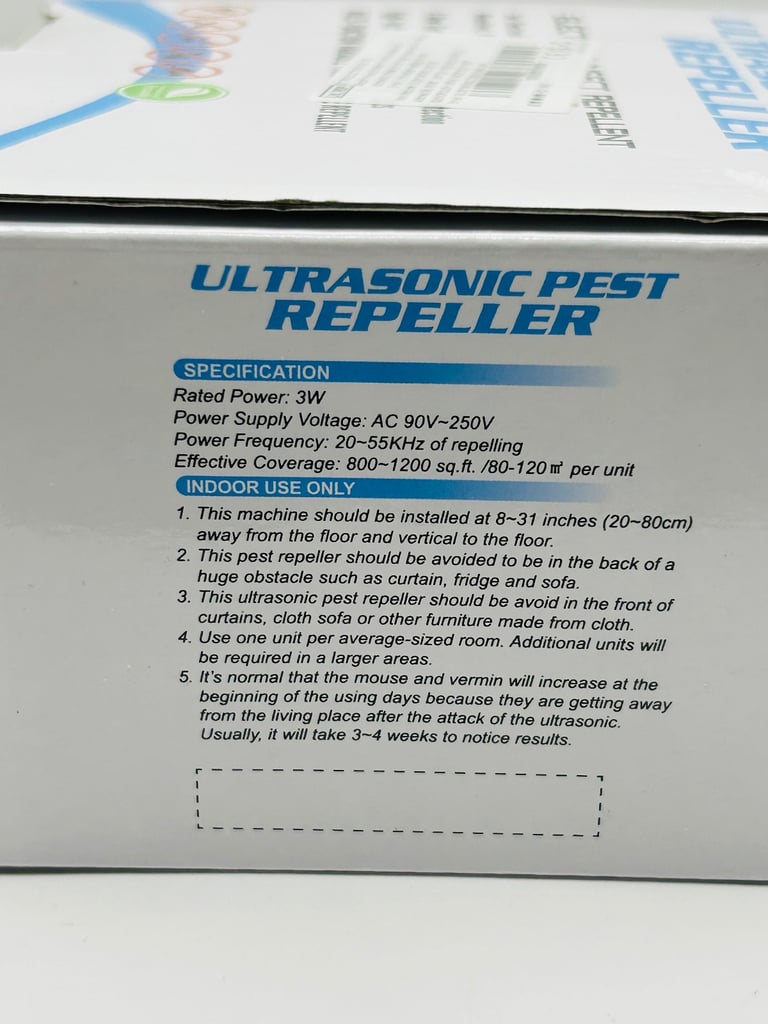 ULTRASONIC PEST
REPELLER
SPECIFICATION
Rated Power: 3W
Power Supply Voltage: AC 90V~250V
Power Frequency: 20~55KHz of repelling
Effective Coverage: 800~1200 sq.ft. /80-120㎡ per unit
INDOOR USE ONLY
1. This machine should be installed at 8~31 inches (20~80cm)
away from the floor and vertical to the floor.
2. This pest repeller should be avoided to be in the back of a
huge obstacle such as curtain, fridge and sofa.
3. This ultrasonic pest repeller should be avoid in the front of
curtains, cloth sofa or other furniture made from cloth.
4. Use one unit per average-sized room. Additional units will
be required in a larger areas.
5. It's normal that the mouse and vermin will increase at the
beginning of the using days because they are getting away
from the living place after the attack of the ultrasonic.
Usually, it will take 3~4 weeks to notice results.
REPELLER
REPELLENT
REPELLENT